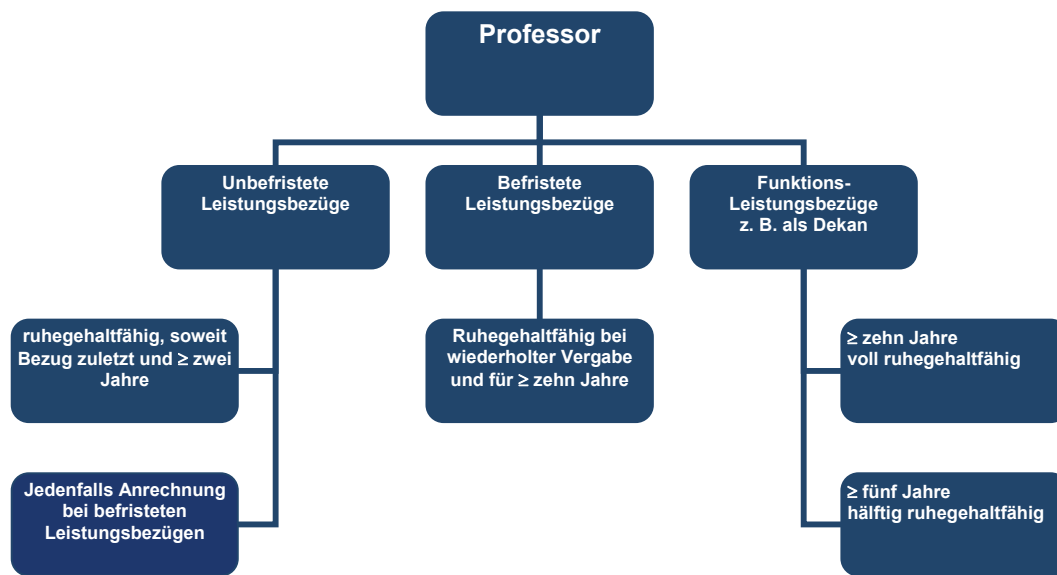 Professor
Unbefristete
Leistungsbezüge
Befristete
Leistungsbezüge
Funktions-
Leistungsbezüge
z. B. als Dekan
ruhegehaltfähig, soweit
Bezug zuletzt und ≥ zwei
Jahre
Ruhegehaltfähig bei
wiederholter Vergabe
und für ≥ zehn Jahre
≥ zehn Jahre
voll ruhegehaltfähig
Jedenfalls Anrechnung
bei befristeten
Leistungsbezügen
≥ fünf Jahre
hälftig ruhegehaltfähig